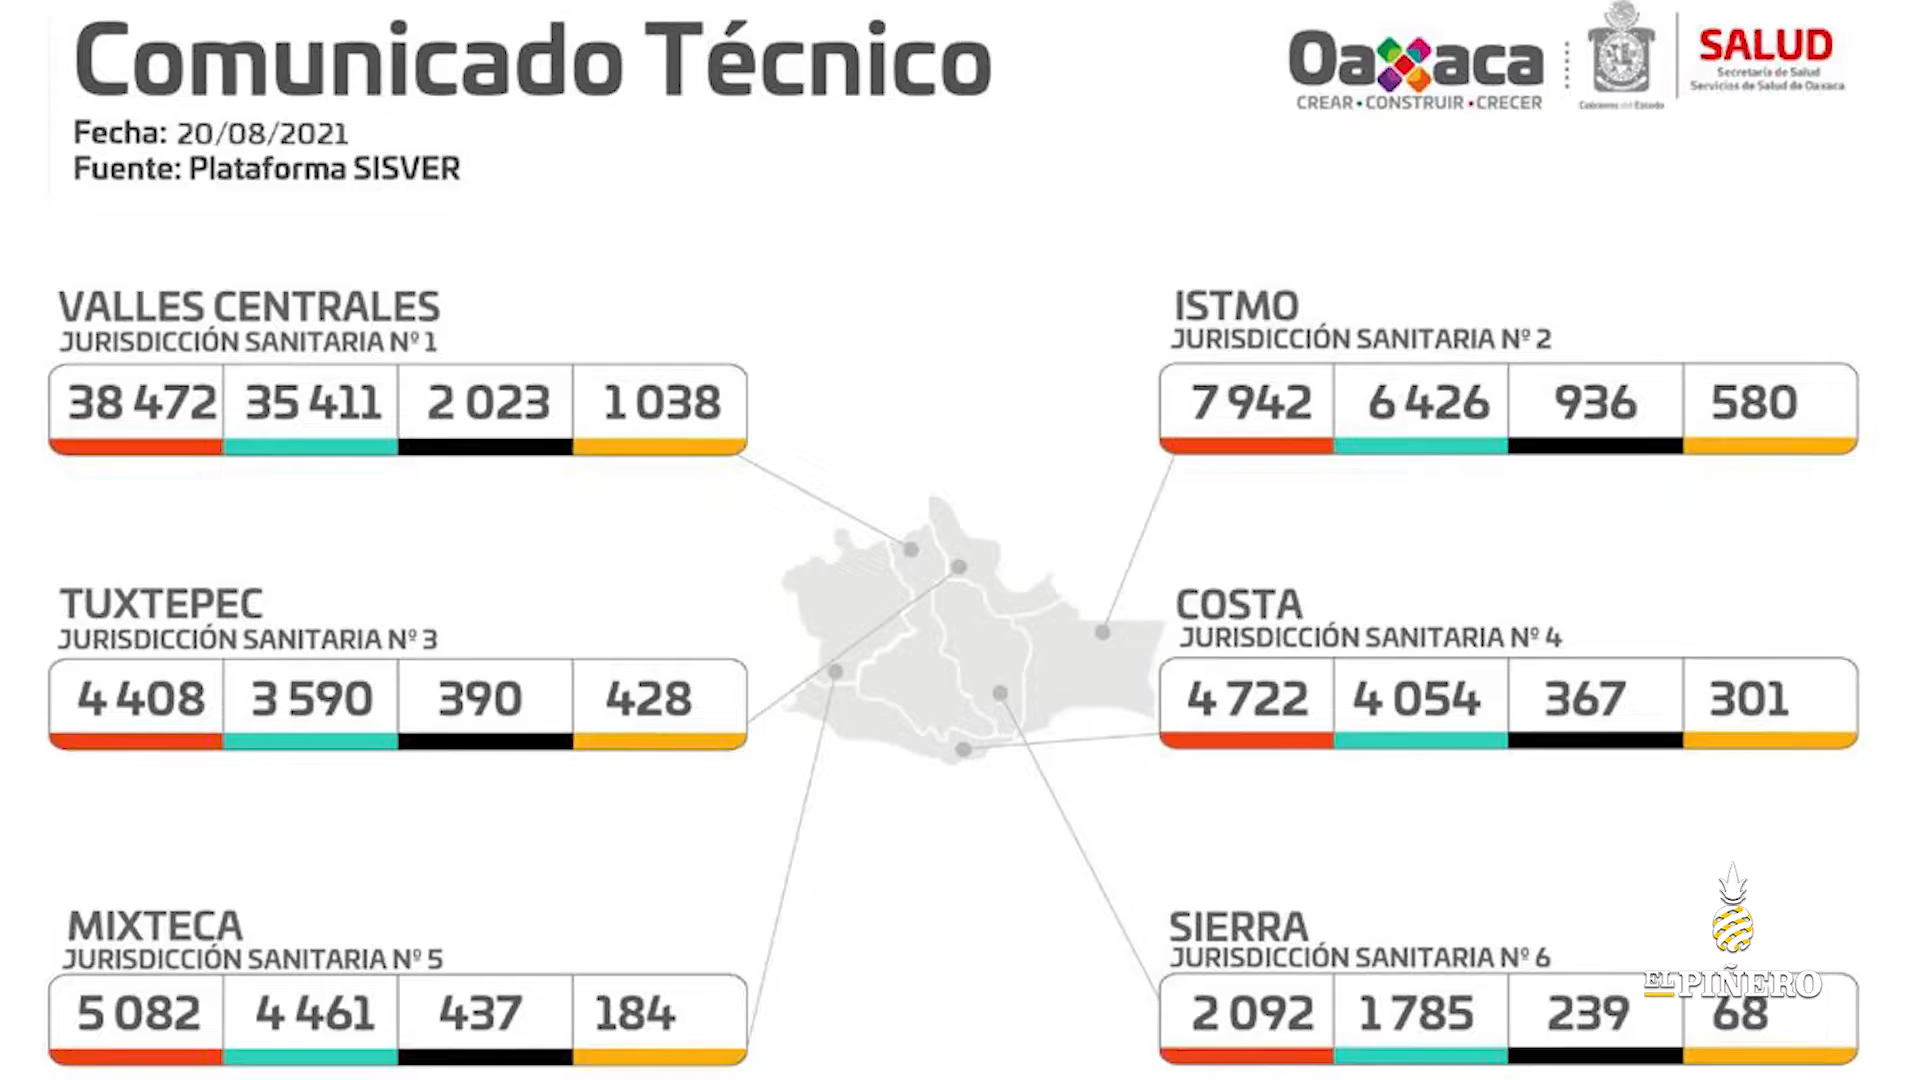 Comunicado Técnico
Fecha: 20/08/2021
Fuente: Plataforma SISVER
Oaxaca
CREAR • CONSTRUIR • CRECER
Gobierno del Estado
SALUD
Secretaría de Salud
Servicios de Salud de Oaxaca
VALLES CENTRALES
JURISDICCIÓN SANITARIA Nº 1
38 472 35 411 2 023 1 038
ISTMO
JURISDICCIÓN SANITARIA Nº 2
7 942 6 426 936 580
TUXTEPEC
JURISDICCIÓN SANITARIA Nº 3
4 408 3 590 390 428
COSTA
JURISDICCIÓN SANITARIA Nº 4
4 722 4 054 367 301
MIXTECA
JURISDICCIÓN SANITARIA Nº 5
5 082 4 461 437 184
SIERRA
JURISDICCIÓN SANITARIA Nº 6
2 092 1 785 239 68
EL PIÑERO